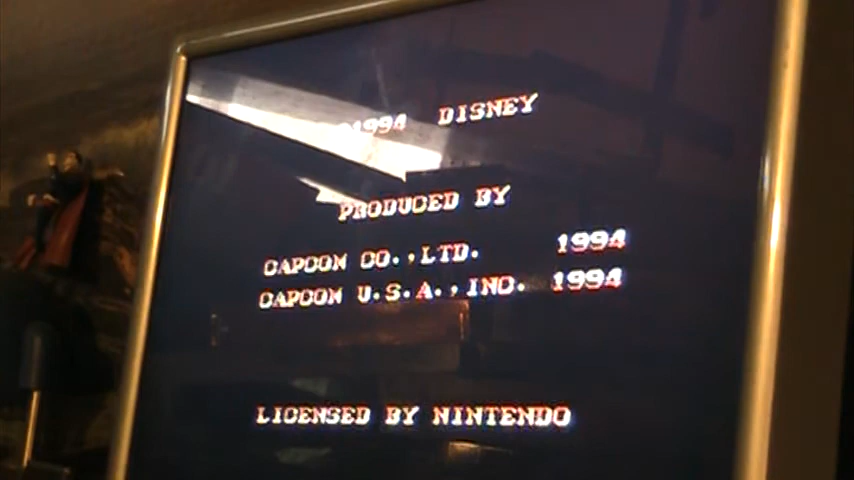 ©1994 DISNEY
PRODUCED BY
CAPCOM CO.,LTD. 1994
CAPCOM U.S.A.,INC. 1994
LICENSED BY NINTENDO